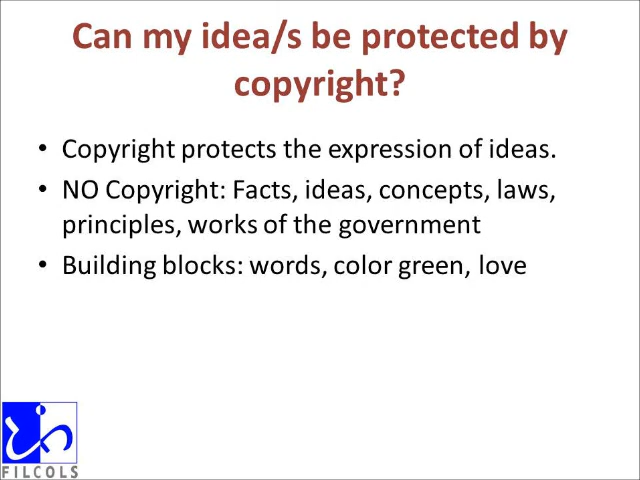 Can my idea/s be protected by
copyright?
• Copyright protects the expression of ideas.
• NO Copyright: Facts, ideas, concepts, laws,
principles, works of the government
• Building blocks: words, color green, love
FILCOLS